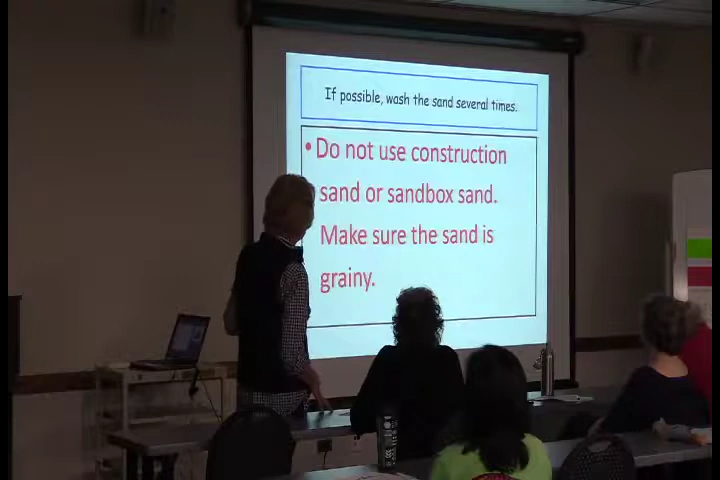 If possible, wash the sand several times.
• Do not use construction
sand or sandbox sand.
Make sure the sand is
grainy.